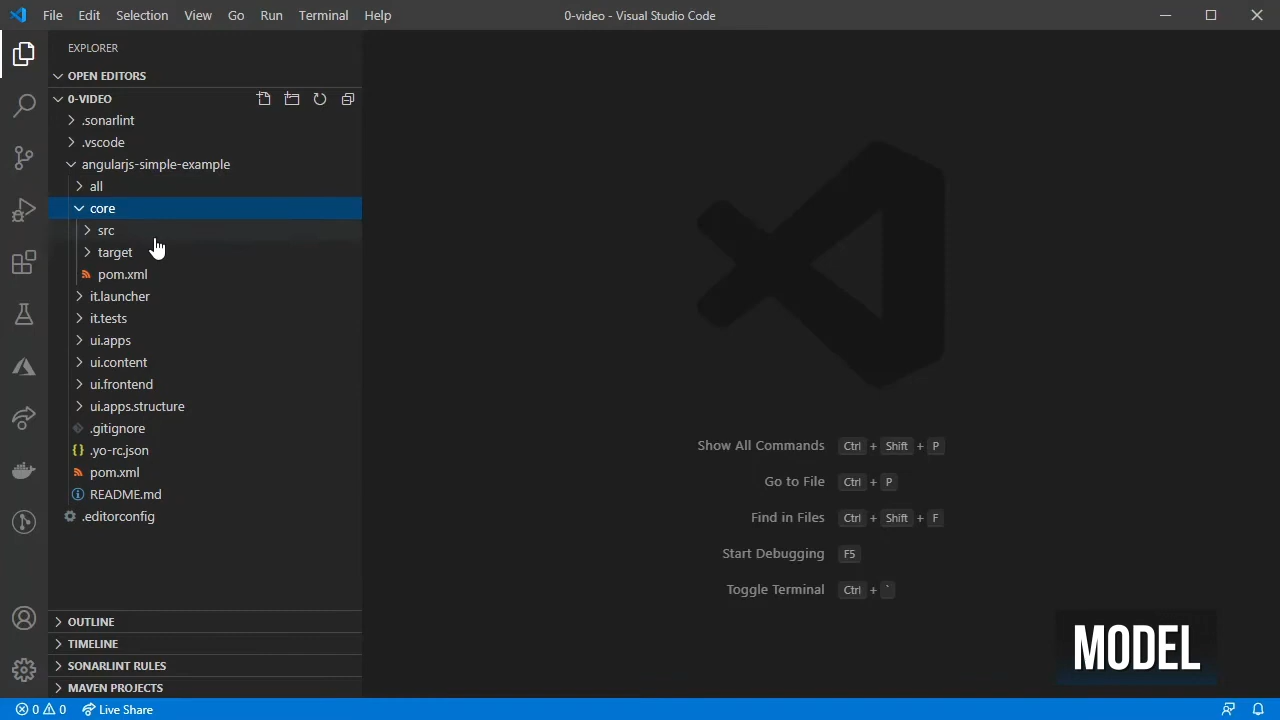 File Edit Selection View Go Run Terminal Help 0-video - Visual Studio Code
EXPLORER
OPEN EDITORS
0-VIDEO
.sonarlint
.vscode
angularjs-simple-example
all
core
src
target
pom.xml
it.launcher
it.tests
ui.apps
ui.content
ui.frontend
ui.apps.structure
.gitignore
{} .yo-rc.json
pom.xml
README.md
.editorconfig
Show All Commands Ctrl + Shift + P
Go to File Ctrl + P
Find in Files Ctrl + Shift + F
Start Debugging F5
Toggle Terminal Ctrl + `
OUTLINE
TIMELINE
SONARLINT RULES
MAVEN PROJECTS
MODEL
0 0 Live Share